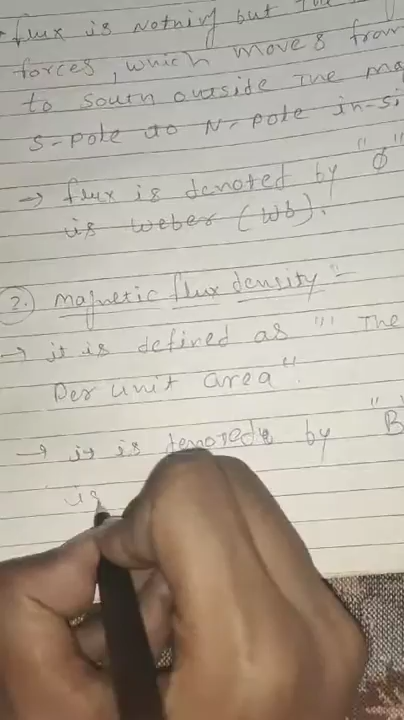 flux is nothing but the
forces, which moves from
to south outside the ma
s-pole to N-pole in-si
→ flux is denoted by "Φ"
is weber (wb).
2. magnetic flux density =
→ it is defined as "" The
Per unit area".
→ it is denoted by "B"
is